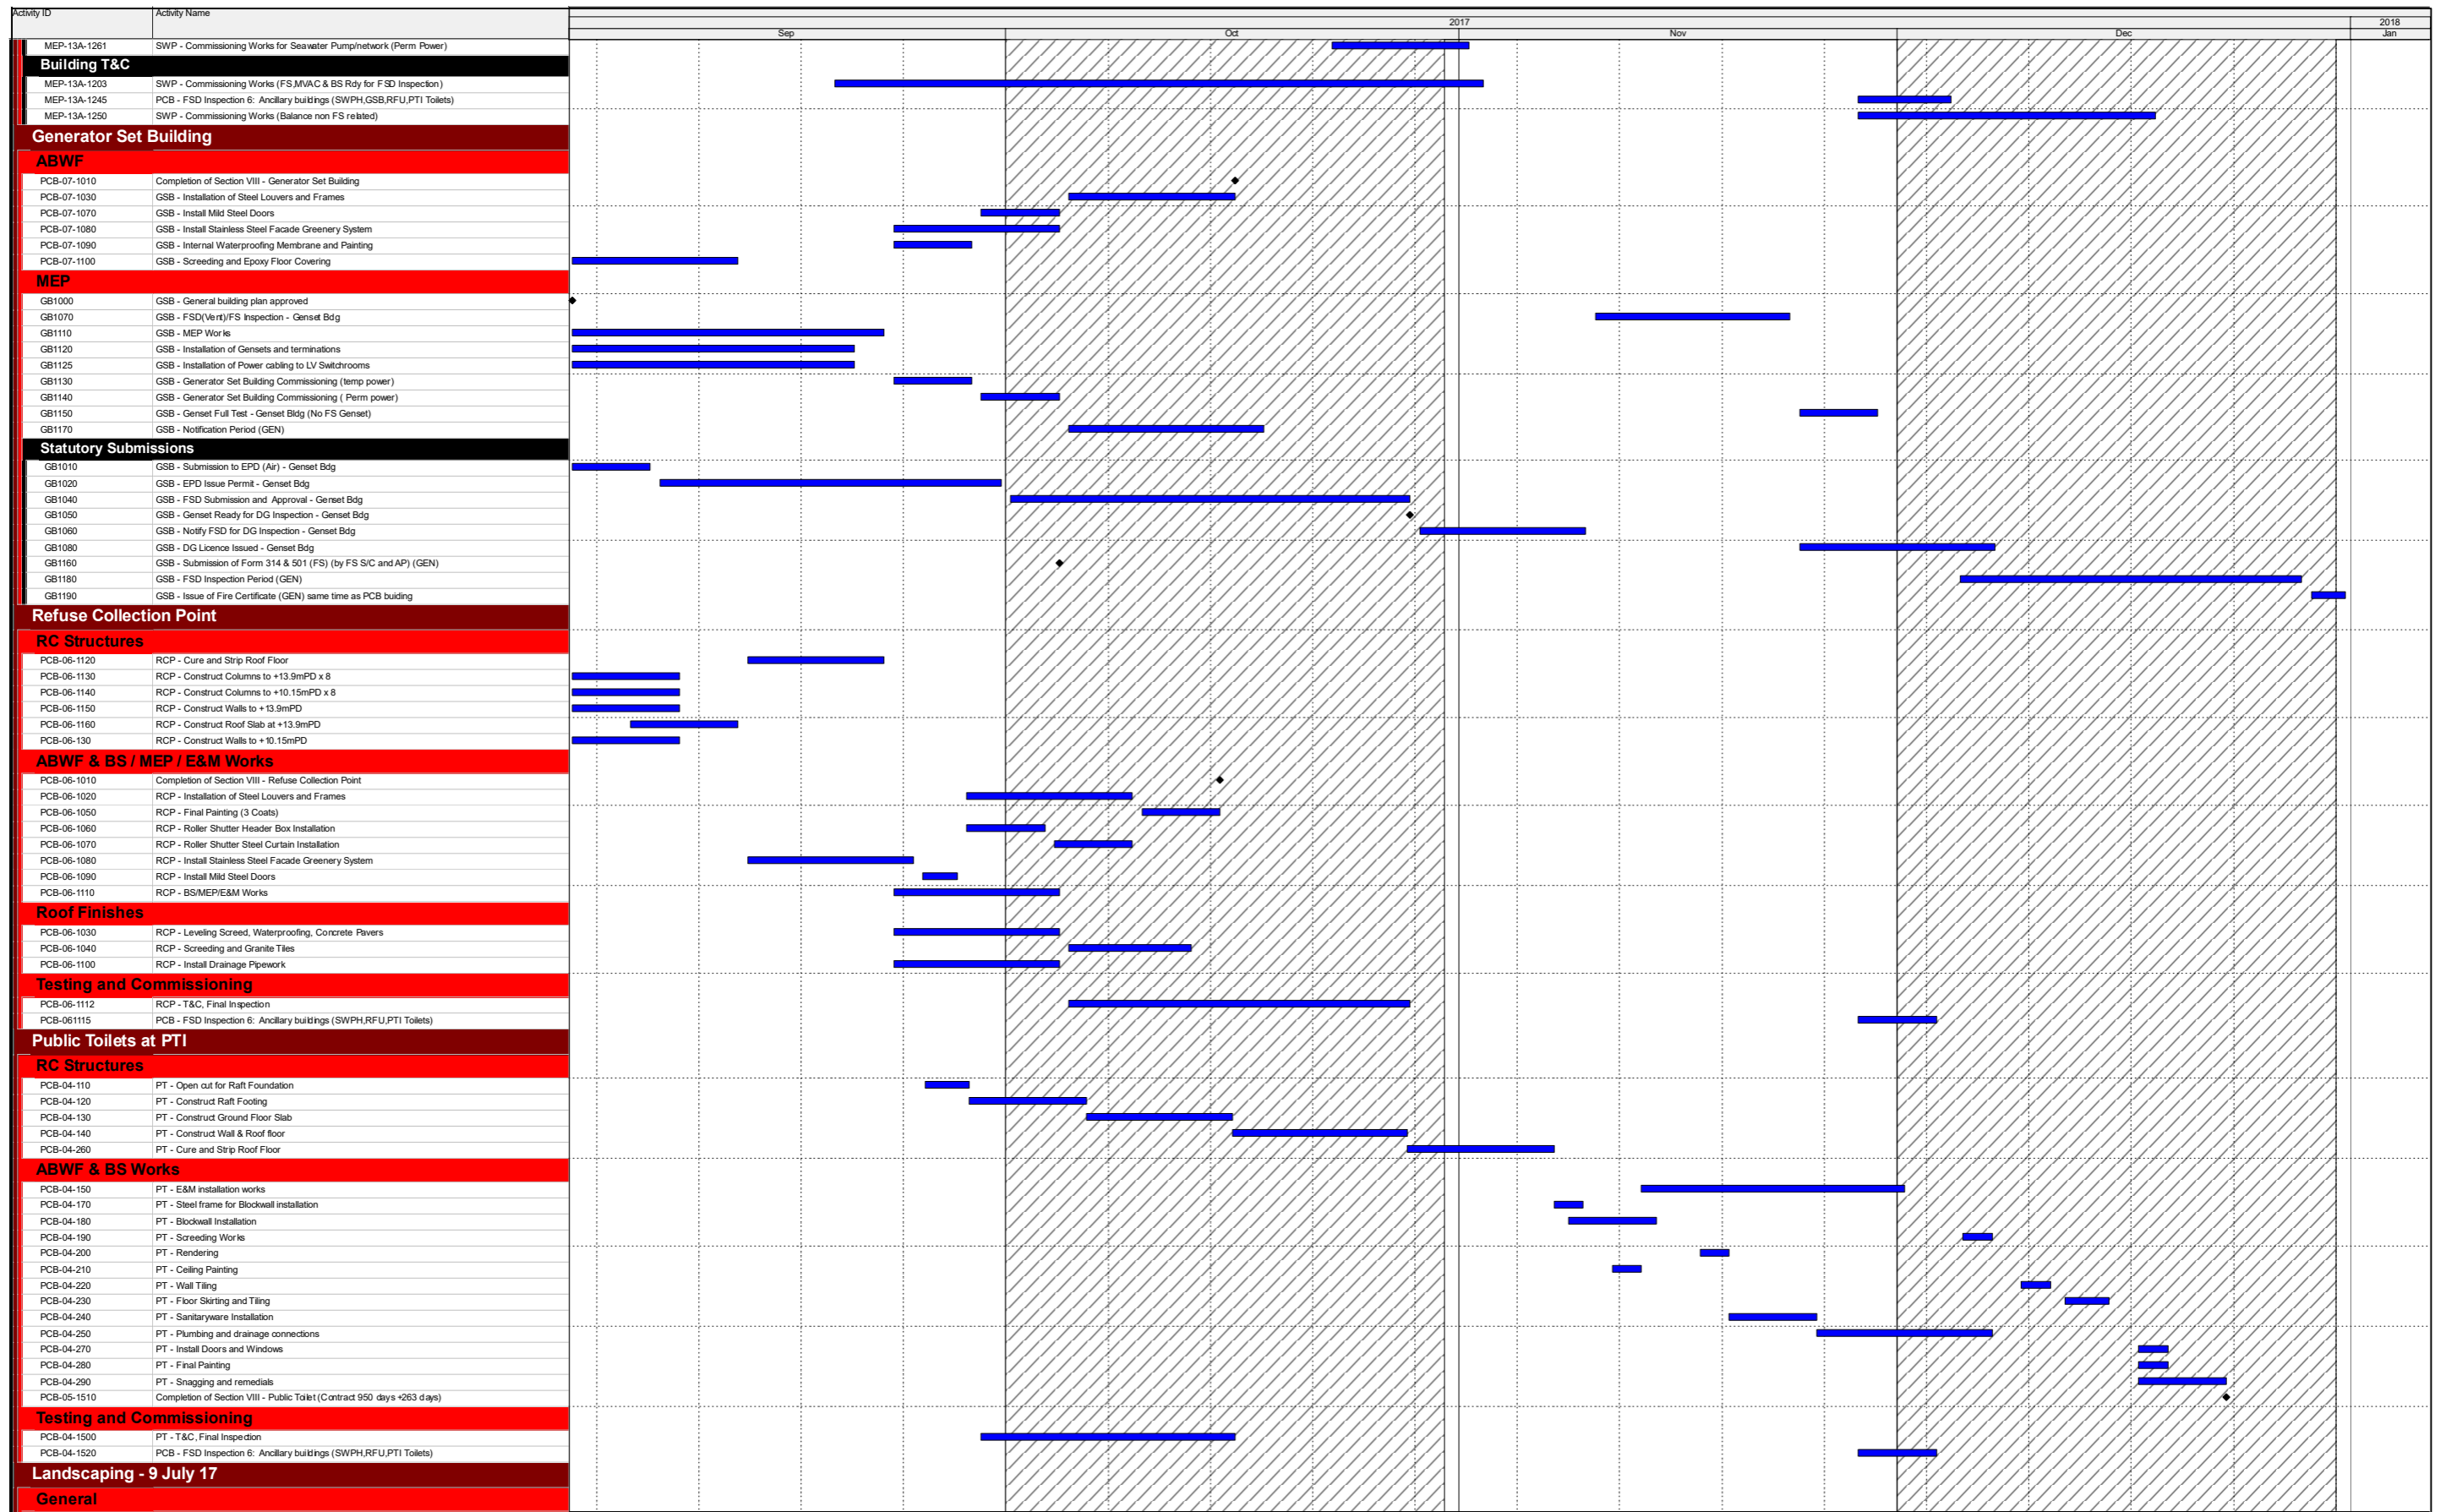 Activity ID Activity Name
2017 2018
Sep Oct Nov Dec Jan
MEP-13A-1261 SWP - Commissioning Works for Seawater Pump/network (Perm Power)
Building T&C
MEP-13A-1203 SWP - Commissioning Works (FS,MVAC & BS Rdy for FSD Inspection)
MEP-13A-1245 PCB - FSD Inspection 6: Ancillary buildings (SWPH,GSB,RFU,PTI Toilets)
MEP-13A-1250 SWP - Commissioning Works (Balance non FS related)
Generator Set Building
ABWF
PCB-07-1010 Completion of Section VIII - Generator Set Building
PCB-07-1030 GSB - Installation of Steel Louvers and Frames
PCB-07-1070 GSB - Install Mild Steel Doors
PCB-07-1080 GSB - Install Stainless Steel Facade Greenery System
PCB-07-1090 GSB - Internal Waterproofing Membrane and Painting
PCB-07-1100 GSB - Screeding and Epoxy Floor Covering
MEP
GB1000 GSB - General building plan approved
GB1070 GSB - FSD(Vent)/FS Inspection - Genset Bdg
GB1110 GSB - MEP Works
GB1120 GSB - Installation of Gensets and terminations
GB1125 GSB - Installation of Power cabling to LV Switchrooms
GB1130 GSB - Generator Set Building Commissioning (temp power)
GB1140 GSB - Generator Set Building Commissioning ( Perm power)
GB1150 GSB - Genset Full Test - Genset Bldg (No FS Genset)
GB1170 GSB - Notification Period (GEN)
Statutory Submissions
GB1010 GSB - Submission to EPD (Air) - Genset Bdg
GB1020 GSB - EPD Issue Permit - Genset Bdg
GB1040 GSB - FSD Submission and Approval - Genset Bdg
GB1050 GSB - Genset Ready for DG Inspection - Genset Bdg
GB1060 GSB - Notify FSD for DG Inspection - Genset Bdg
GB1080 GSB - DG Licence Issued - Genset Bdg
GB1160 GSB - Submission of Form 314 & 501 (FS) (by FS S/C and AP) (GEN)
GB1180 GSB - FSD Inspection Period (GEN)
GB1190 GSB - Issue of Fire Certificate (GEN) same time as PCB buiding
Refuse Collection Point
RC Structures
PCB-06-1120 RCP - Cure and Strip Roof Floor
PCB-06-1130 RCP - Construct Columns to +13.9mPD x 8
PCB-06-1140 RCP - Construct Columns to +10.15mPD x 8
PCB-06-1150 RCP - Construct Walls to +13.9mPD
PCB-06-1160 RCP - Construct Roof Slab at +13.9mPD
PCB-06-130 RCP - Construct Walls to +10.15mPD
ABWF & BS / MEP / E&M Works
PCB-06-1010 Completion of Section VIII - Refuse Collection Point
PCB-06-1020 RCP - Installation of Steel Louvers and Frames
PCB-06-1050 RCP - Final Painting (3 Coats)
PCB-06-1060 RCP - Roller Shutter Header Box Installation
PCB-06-1070 RCP - Roller Shutter Steel Curtain Installation
PCB-06-1080 RCP - Install Stainless Steel Facade Greenery System
PCB-06-1090 RCP - Install Mild Steel Doors
PCB-06-1110 RCP - BS/MEP/E&M Works
Roof Finishes
PCB-06-1030 RCP - Leveling Screed, Waterproofing, Concrete Pavers
PCB-06-1040 RCP - Screeding and Granite Tiles
PCB-06-1100 RCP - Install Drainage Pipework
Testing and Commissioning
PCB-06-1112 RCP - T&C, Final Inspection
PCB-061115 PCB - FSD Inspection 6: Ancillary buildings (SWPH,RFU,PTI Toilets)
Public Toilets at PTI
RC Structures
PCB-04-110 PT - Open cut for Raft Foundation
PCB-04-120 PT - Construct Raft Footing
PCB-04-130 PT - Construct Ground Floor Slab
PCB-04-140 PT - Construct Wall & Roof floor
PCB-04-260 PT - Cure and Strip Roof Floor
ABWF & BS Works
PCB-04-150 PT - E&M installation works
PCB-04-170 PT - Steel frame for Blockwall installation
PCB-04-180 PT - Blockwall Installation
PCB-04-190 PT - Screeding Works
PCB-04-200 PT - Rendering
PCB-04-210 PT - Ceiling Painting
PCB-04-220 PT - Wall Tiling
PCB-04-230 PT - Floor Skirting and Tiling
PCB-04-240 PT - Sanitaryware Installation
PCB-04-250 PT - Plumbing and drainage connections
PCB-04-270 PT - Install Doors and Windows
PCB-04-280 PT - Final Painting
PCB-04-290 PT - Snagging and remedials
PCB-05-1510 Completion of Section VIII - Public Toilet (Contract 950 days +263 days)
Testing and Commissioning
PCB-04-1500 PT - T&C, Final Inspection
PCB-04-1520 PCB - FSD Inspection 6: Ancillary buildings (SWPH,RFU,PTI Toilets)
Landscaping - 9 July 17
General